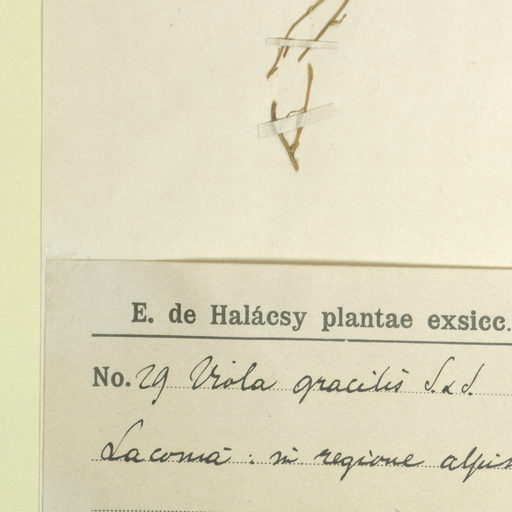 E. de Halácsy plantae exsicc.
No. 29 Viola gracilis S. & S.
Laconia : in regione alpin